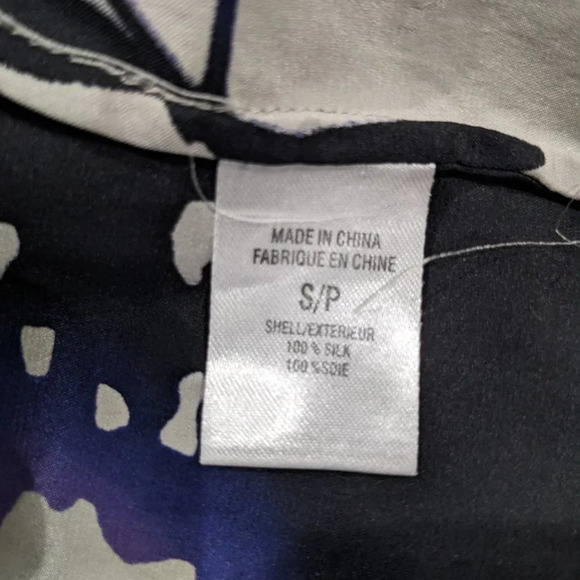 MADE IN CHINA
FABRIQUE EN CHINE
S/P
SHELL/EXTERIEUR
100 % SILK
100 %SOIE